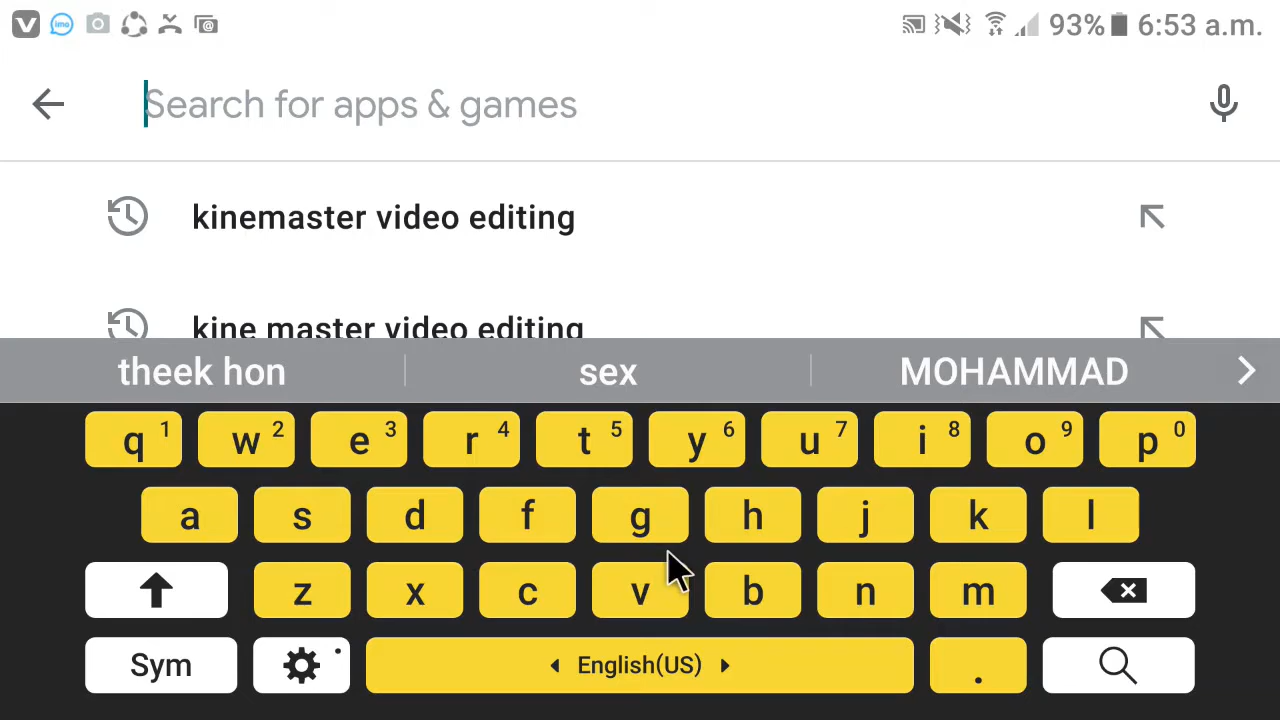 V imo @ 93% 6:53 a.m.
Search for apps & games
kinemaster video editing
kine master video editing
theek hon sex MOHAMMAD
q 1 w 2 e 3 r 4 t 5 y 6 u 7 i 8 o 9 p 0
a s d f g h j k l
z x c v b n m
Sym English(US) .